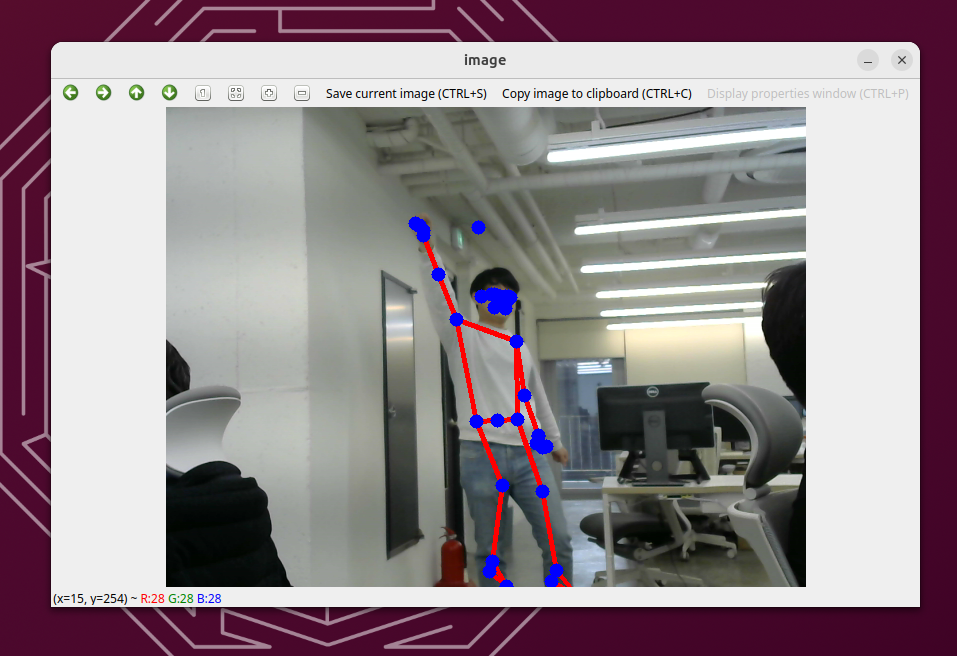 image
Save current image (CTRL+S) Copy image to clipboard (CTRL+C) Display properties window (CTRL+P)
DELL
(x=15, y=254) ~ R:28 G:28 B:28